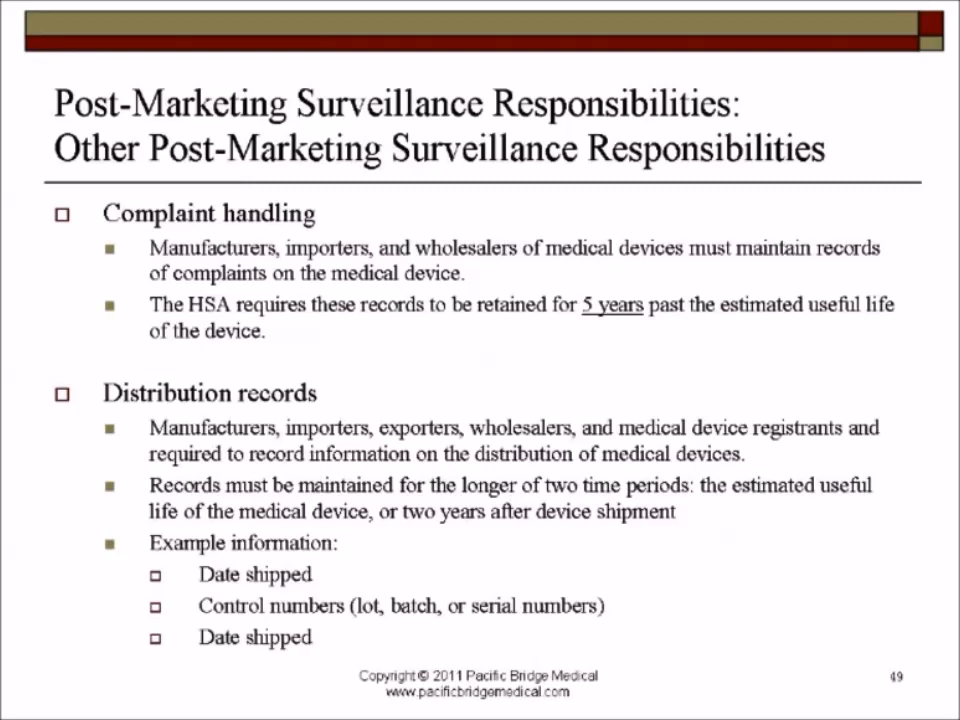 Post-Marketing Surveillance Responsibilities:
Other Post-Marketing Surveillance Responsibilities
Complaint handling
Manufacturers, importers, and wholesalers of medical devices must maintain records
of complaints on the medical device.
The HSA requires these records to be retained for 5 years past the estimated useful life
of the device.
Distribution records
Manufacturers, importers, exporters, wholesalers, and medical device registrants and
required to record information on the distribution of medical devices.
Records must be maintained for the longer of two time periods: the estimated useful
life of the medical device, or two years after device shipment
Example information:
Date shipped
Control numbers (lot, batch, or serial numbers)
Date shipped
Copyright © 2011 Pacific Bridge Medical
www.pacificbridgemedical.com
49